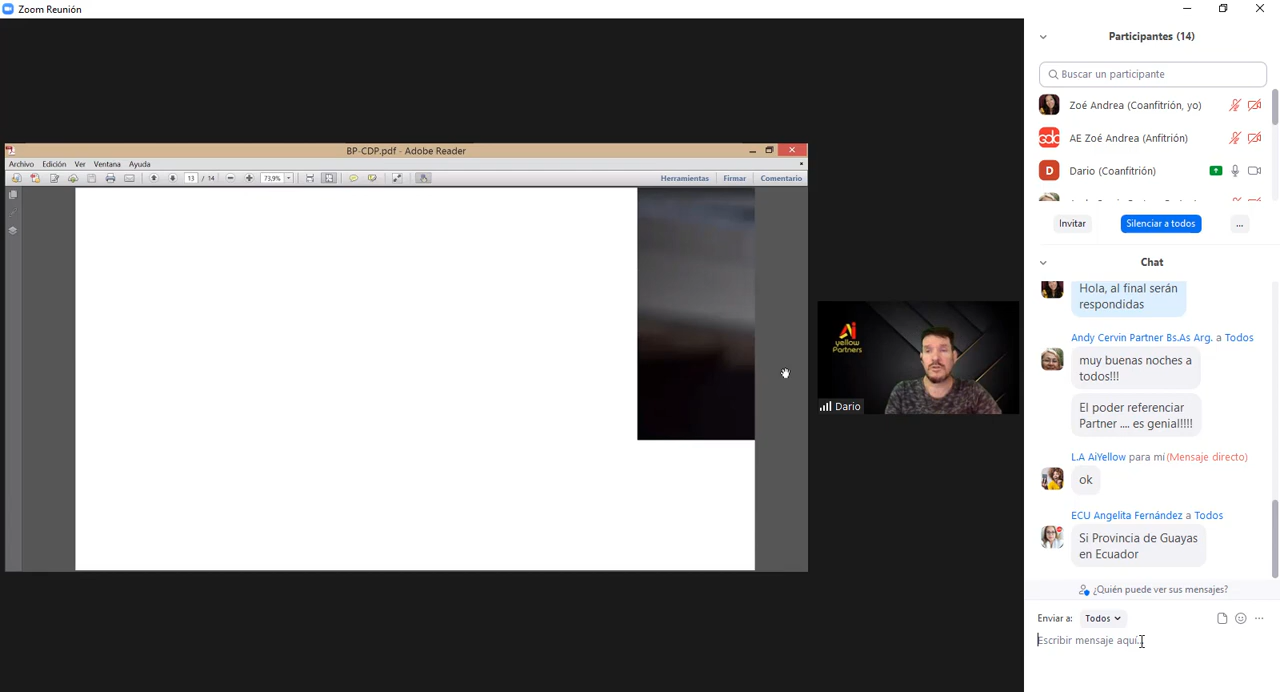 Zoom Reunión
BP-CDP.pdf - Adobe Reader
Archivo Edición Ver Ventana Ayuda
13 / 14 73,9% Herramientas Firmar Comentario
Ai
yellow
Partners
Dario
Participantes (14)
Buscar un participante
Zoé Andrea (Coanfitrión, yo)
AE Zoé Andrea (Anfitrión)
D Dario (Coanfitrión)
Invitar Silenciar a todos ...
Chat
Hola, al final serán
respondidas
Andy Cervin Partner Bs.As Arg. a Todos
muy buenas noches a
todos!!!
El poder referenciar
Partner .... es genial!!!!
L.A AiYellow para mí (Mensaje directo)
ok
ECU Angelita Fernández a Todos
Si Provincia de Guayas
en Ecuador
¿Quién puede ver sus mensajes?
Enviar a: Todos
Escribir mensaje aquí...